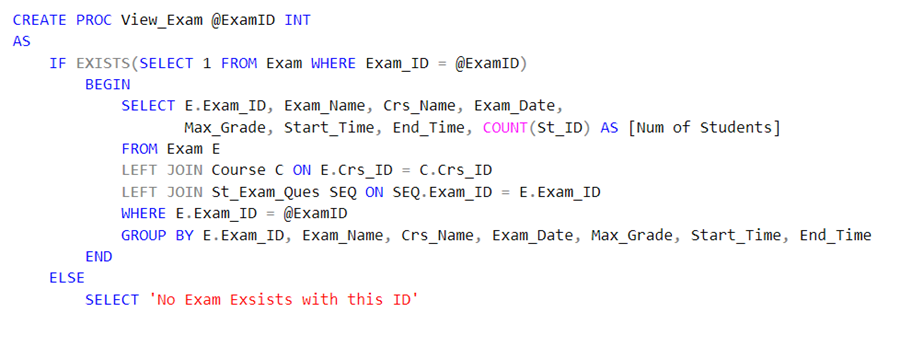 CREATE PROC View_Exam @ExamID INT
AS
    IF EXISTS(SELECT 1 FROM Exam WHERE Exam_ID = @ExamID)
        BEGIN
            SELECT E.Exam_ID, Exam_Name, Crs_Name, Exam_Date,
                   Max_Grade, Start_Time, End_Time, COUNT(St_ID) AS [Num of Students]
            FROM Exam E
            LEFT JOIN Course C ON E.Crs_ID = C.Crs_ID
            LEFT JOIN St_Exam_Ques SEQ ON SEQ.Exam_ID = E.Exam_ID
            WHERE E.Exam_ID = @ExamID
            GROUP BY E.Exam_ID, Exam_Name, Crs_Name, Exam_Date, Max_Grade, Start_Time, End_Time
        END
    ELSE
        SELECT 'No Exam Exsists with this ID'